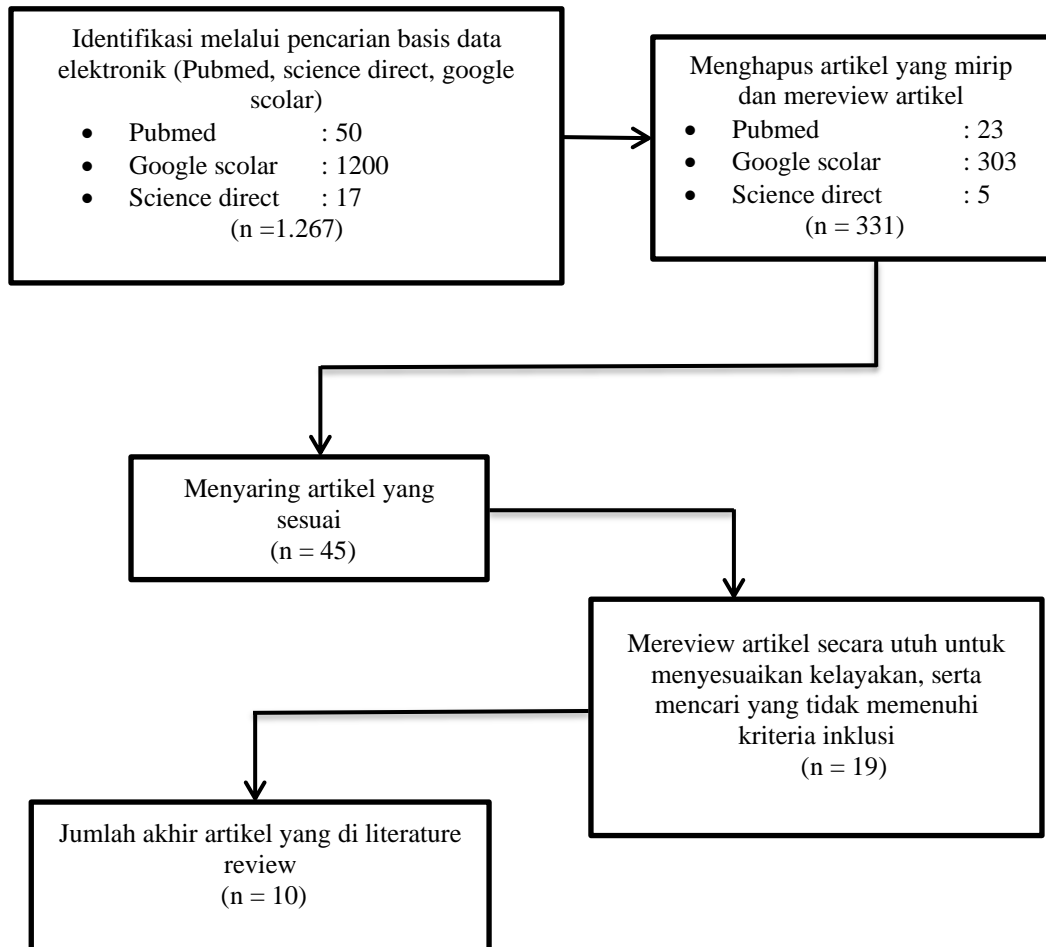 Identifikasi melalui pencarian basis data
elektronik (Pubmed, science direct, google
scolar)
• Pubmed : 50
• Google scolar : 1200
• Science direct : 17
(n =1.267)
Menghapus artikel yang mirip
dan mereview artikel
• Pubmed : 23
• Google scolar : 303
• Science direct : 5
(n = 331)
Menyaring artikel yang
sesuai
(n = 45)
Mereview artikel secara utuh untuk
menyesuaikan kelayakan, serta
mencari yang tidak memenuhi
kriteria inklusi
(n = 19)
Jumlah akhir artikel yang di literature
review
(n = 10)